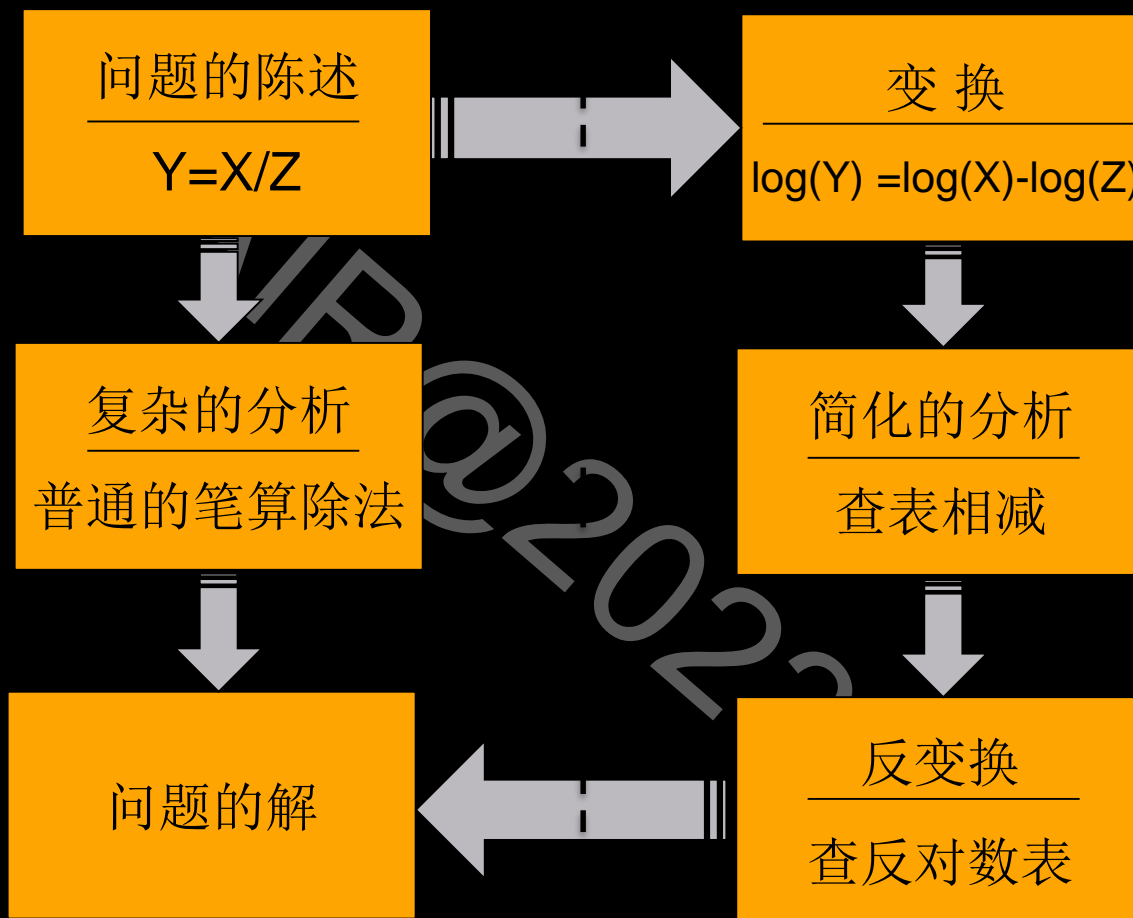 问题的陈述
Y=X/Z
变 换
log(Y) =log(X)-log(Z)
复杂的分析
普通的笔算除法
简化的分析
查表相减
问题的解
反变换
查反对数表
@202